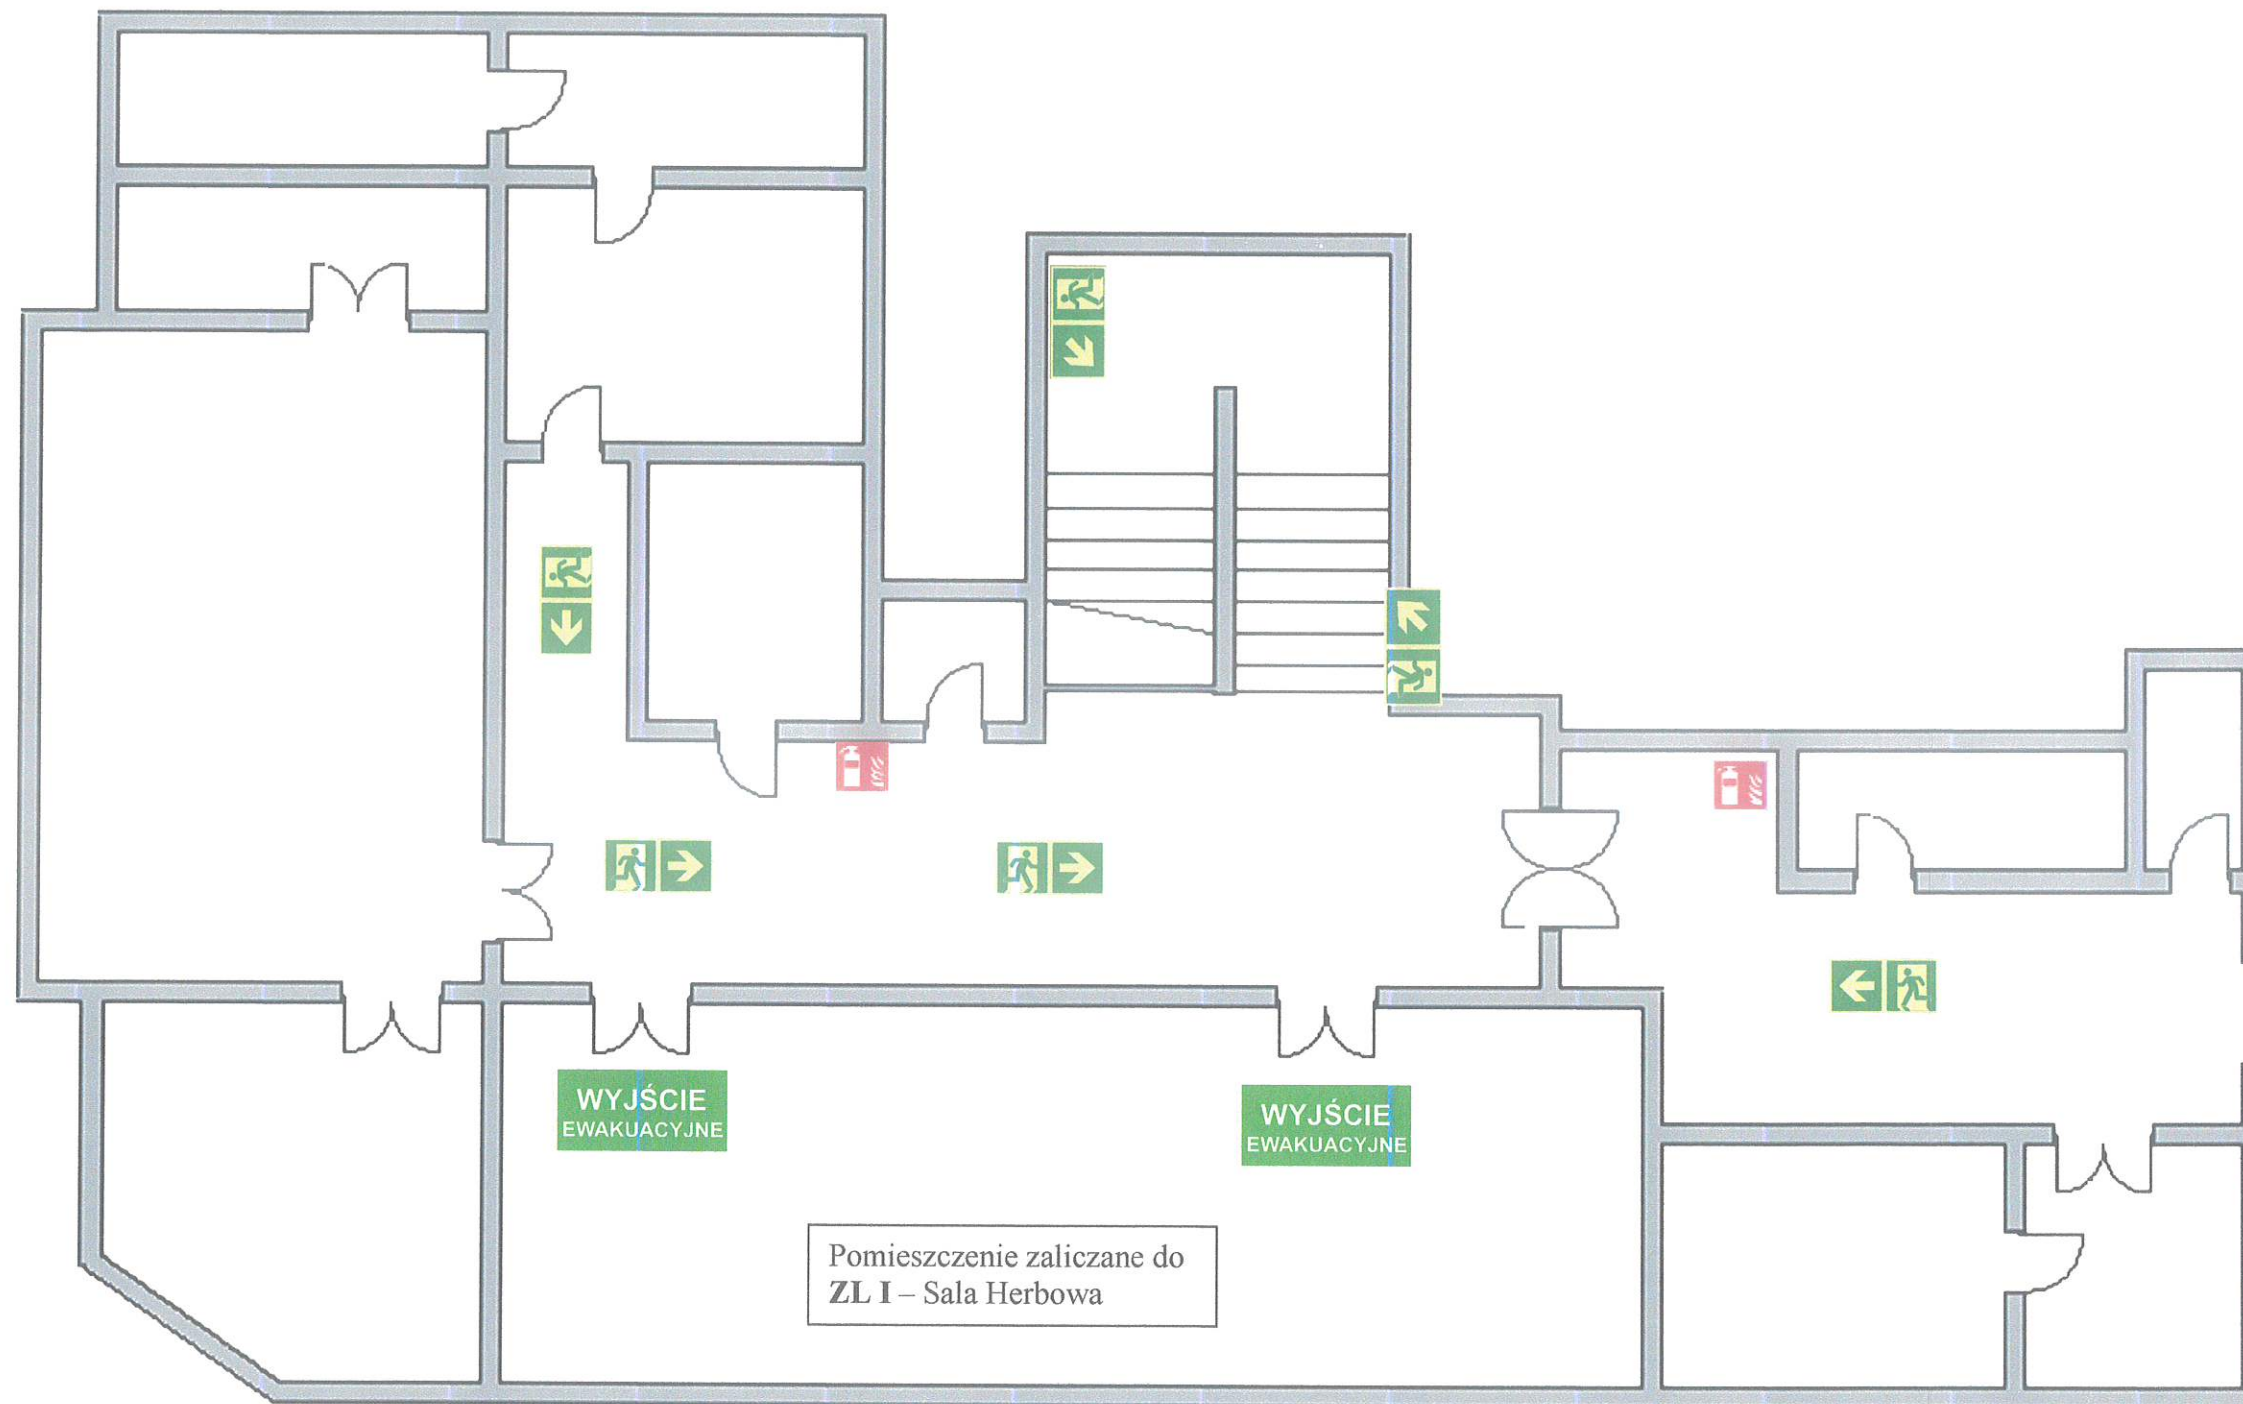 WYJŚCIE
EWAKUACYJNE
WYJŚCIE
EWAKUACYJNE
Pomieszczenie zaliczane do
ZL I – Sala Herbowa